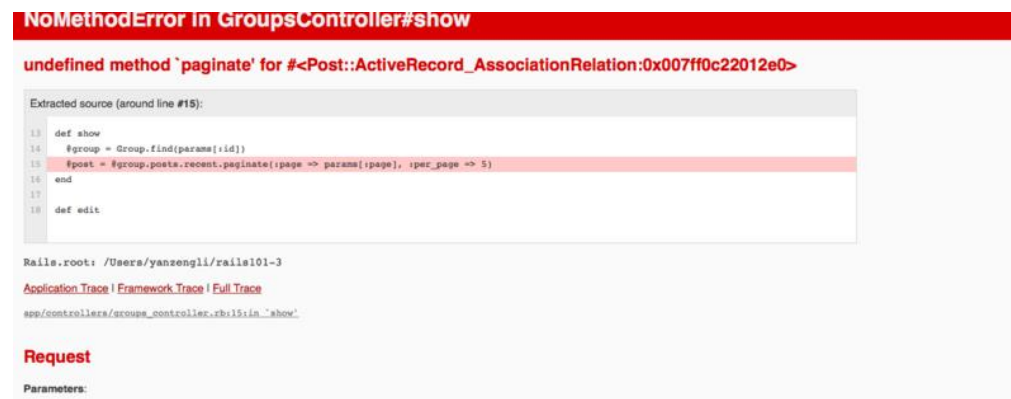 NoMethodError in GroupsController#show
undefined method `paginate' for #<Post::ActiveRecord_AssociationRelation:0x007ff0c22012e0>
Extracted source (around line #15):
13 def show
14 @group = Group.find(params[:id])
15 @post = @group.posts.recent.paginate(:page => params[:page], :per_page => 5)
16 end
17
18 def edit
Rails.root: /Users/yanzengli/rails101-3
Application Trace | Framework Trace | Full Trace
app/controllers/groups_controller.rb:15:in `show'
Request
Parameters: